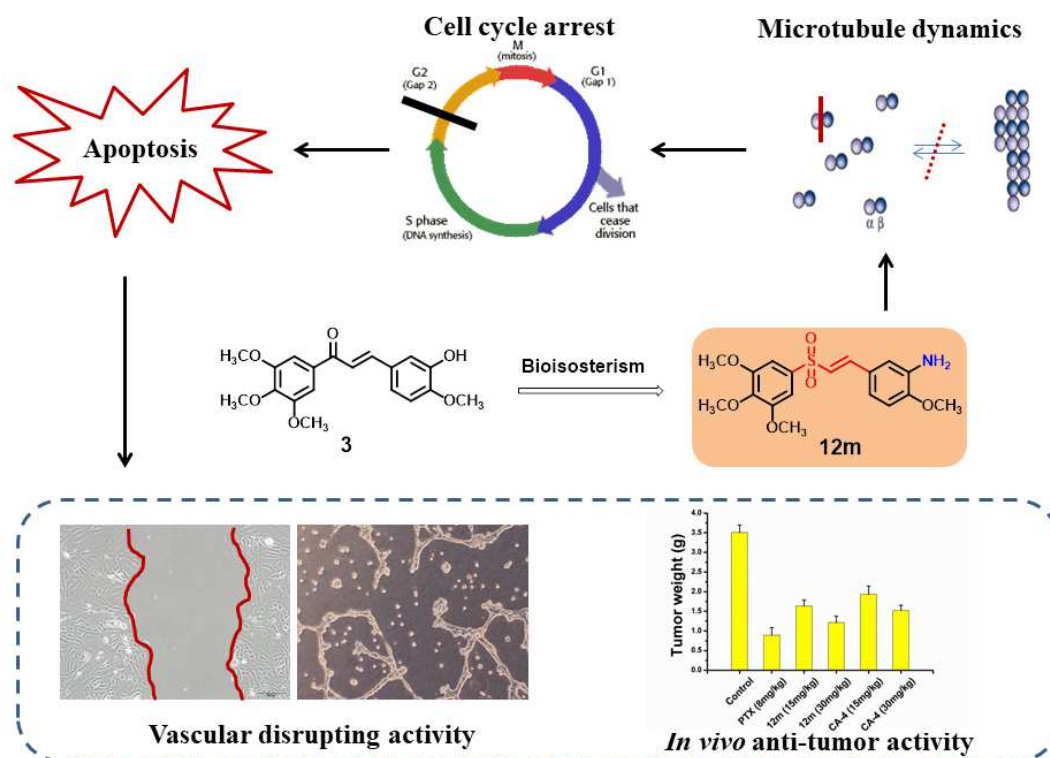 Cell cycle arrest
Microtubule dynamics
Apoptosis
M
(mitosis)
G2
(Gap 2)
G1
(Gap 1)
S phase
(DNA synthesis)
Cells that
cease
division
α β
O
H3CO
H3CO
OCH3
OH
OCH3
3
Bioisosterism
O
S
O
H3CO
H3CO
OCH3
NH2
OCH3
12m
Vascular disrupting activity
Tumor weight (g)
4.0
3.5
3.0
2.5
2.0
1.5
1.0
0.5
0.0
Control
PTX (8mg/kg)
12m (15mg/kg)
12m (30mg/kg)
CA-4 (15mg/kg)
CA-4 (30mg/kg)
In vivo anti-tumor activity